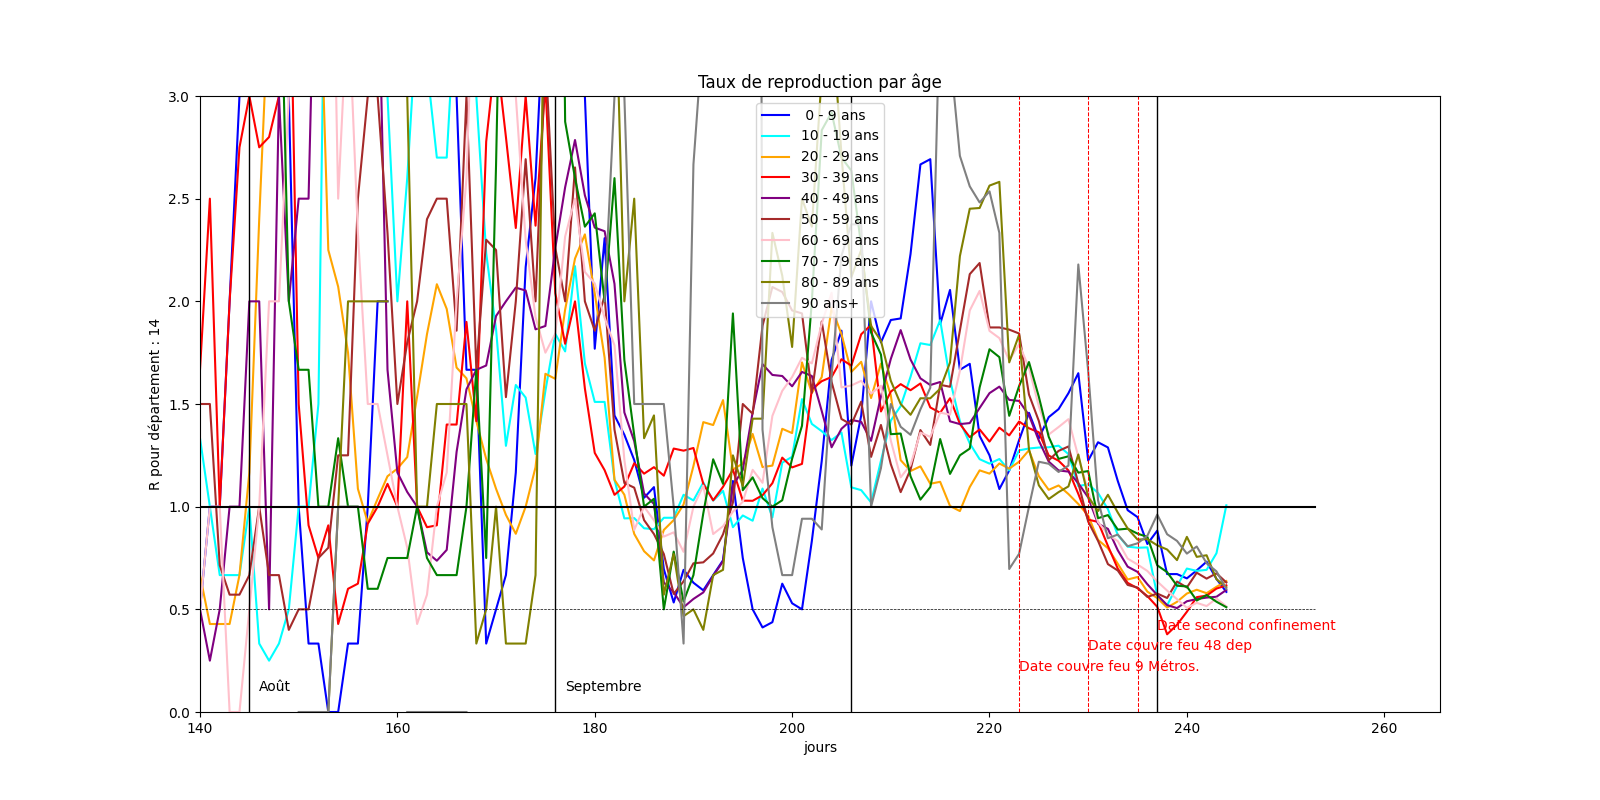 Taux de reproduction par âge
3.0
2.5
2.0
1.5
1.0
0.5
0.0
R pour département : 14
0 - 9 ans
10 - 19 ans
20 - 29 ans
30 - 39 ans
40 - 49 ans
50 - 59 ans
60 - 69 ans
70 - 79 ans
80 - 89 ans
90 ans+
Date second confinement
Date couvre feu 48 dep
Date couvre feu 9 Métros.
Août
Septembre
140
160
180
200
220
240
260
jours